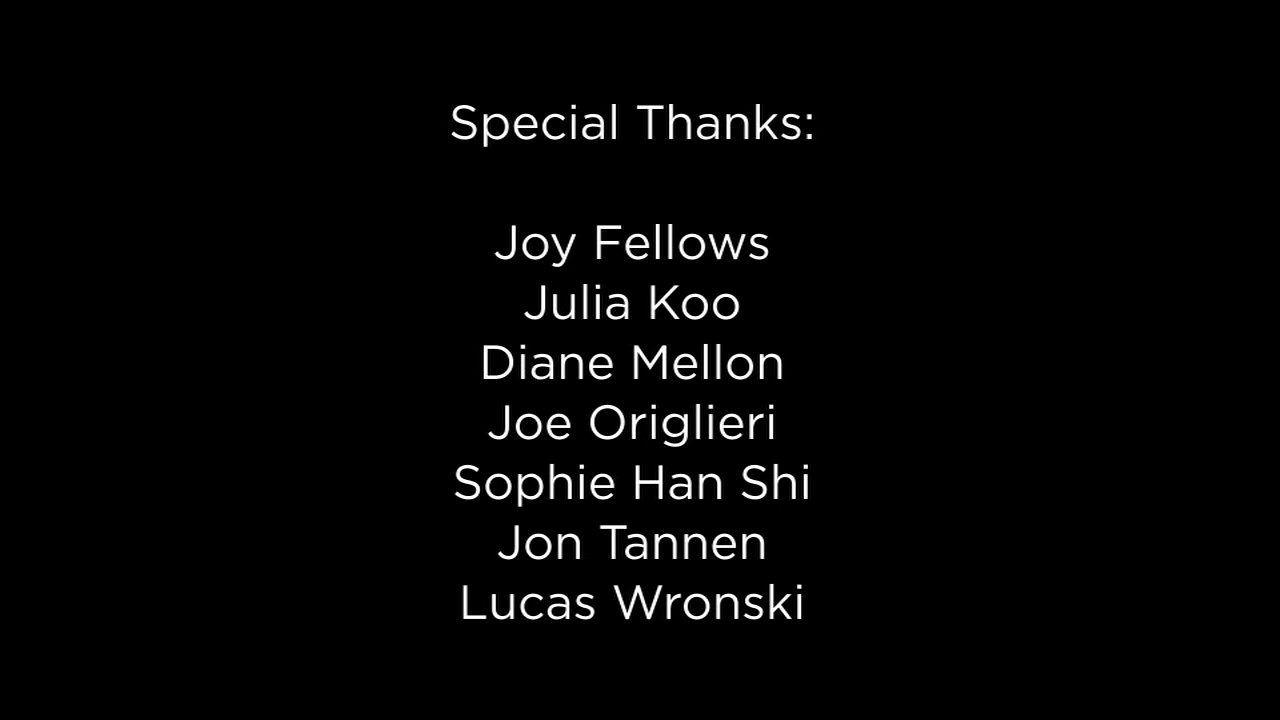 Special Thanks:
Joy Fellows
Julia Koo
Diane Mellon
Joe Origlieri
Sophie Han Shi
Jon Tannen
Lucas Wronski